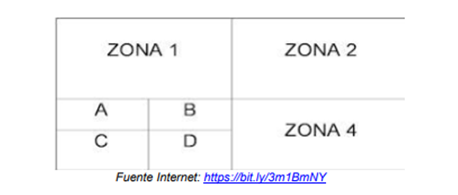 ZONA 1
ZONA 2
A
B
C
D
ZONA 4
Fuente Internet: https://bit.ly/3m1BmNY